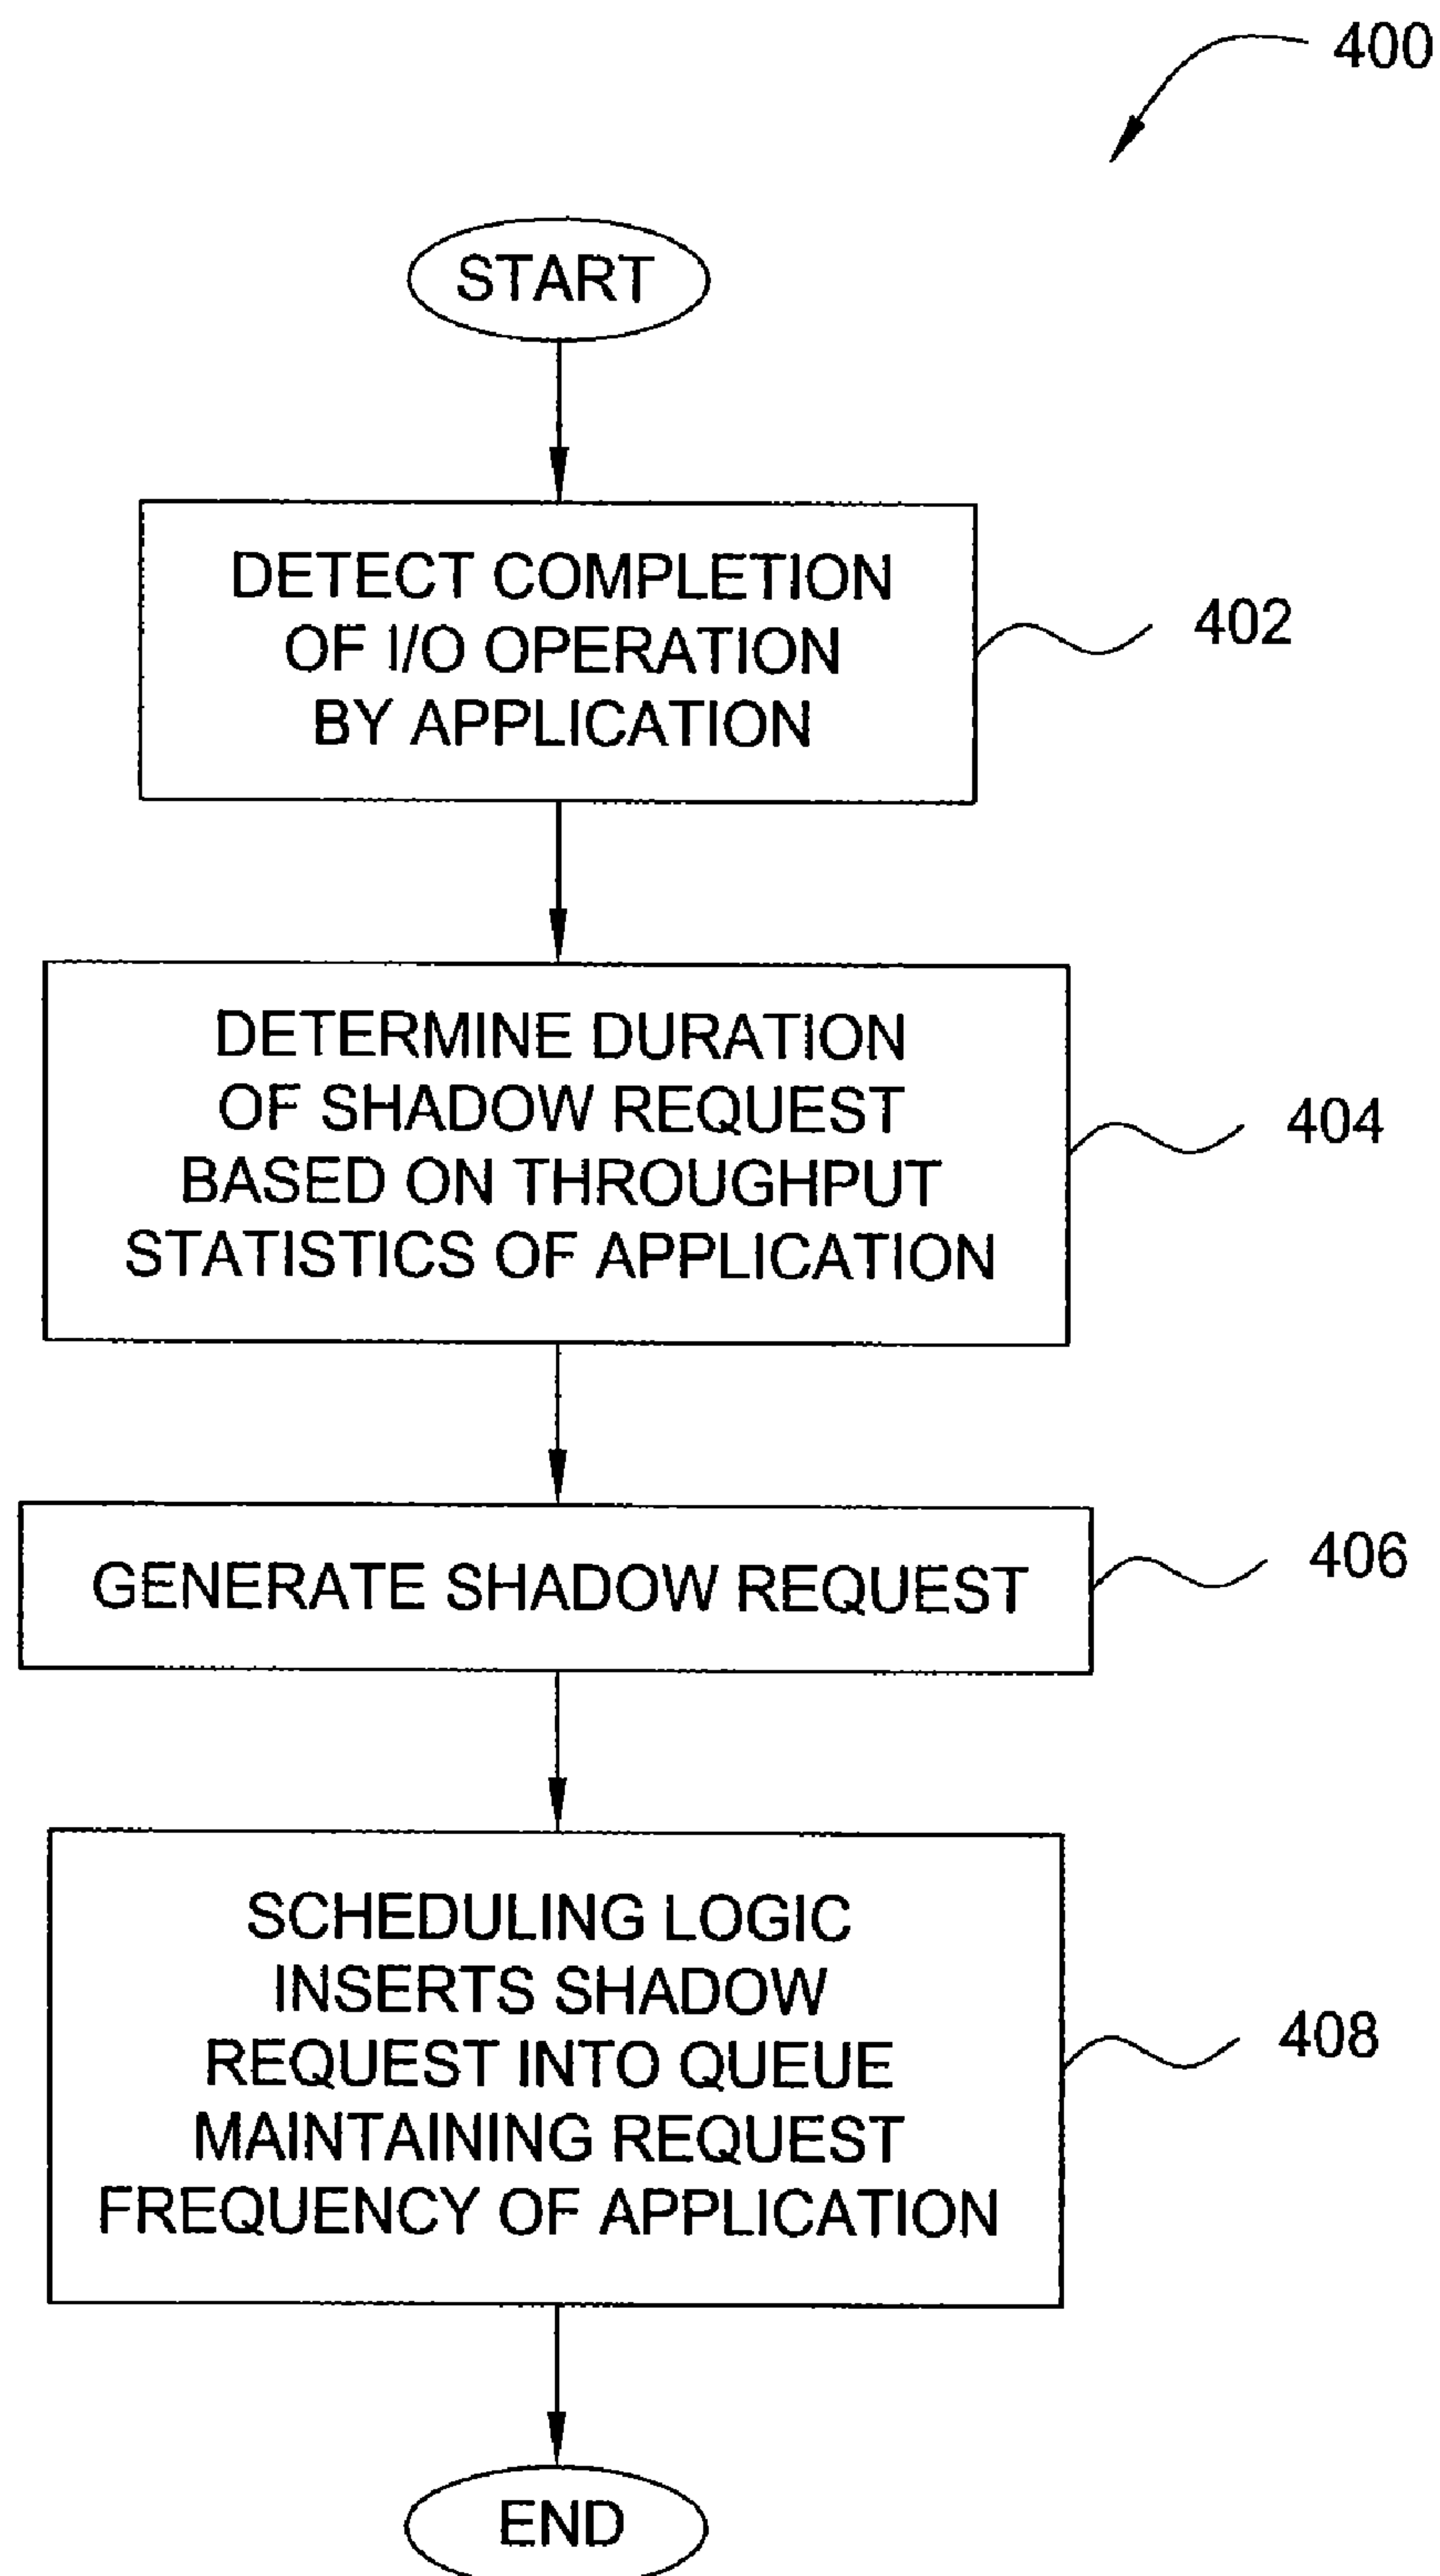 400
START
DETECT COMPLETION
OF I/O OPERATION
BY APPLICATION
402
DETERMINE DURATION
OF SHADOW REQUEST
BASED ON THROUGHPUT
STATISTICS OF APPLICATION
404
GENERATE SHADOW REQUEST
406
SCHEDULING LOGIC
INSERTS SHADOW
REQUEST INTO QUEUE
MAINTAINING REQUEST
FREQUENCY OF APPLICATION
408
END